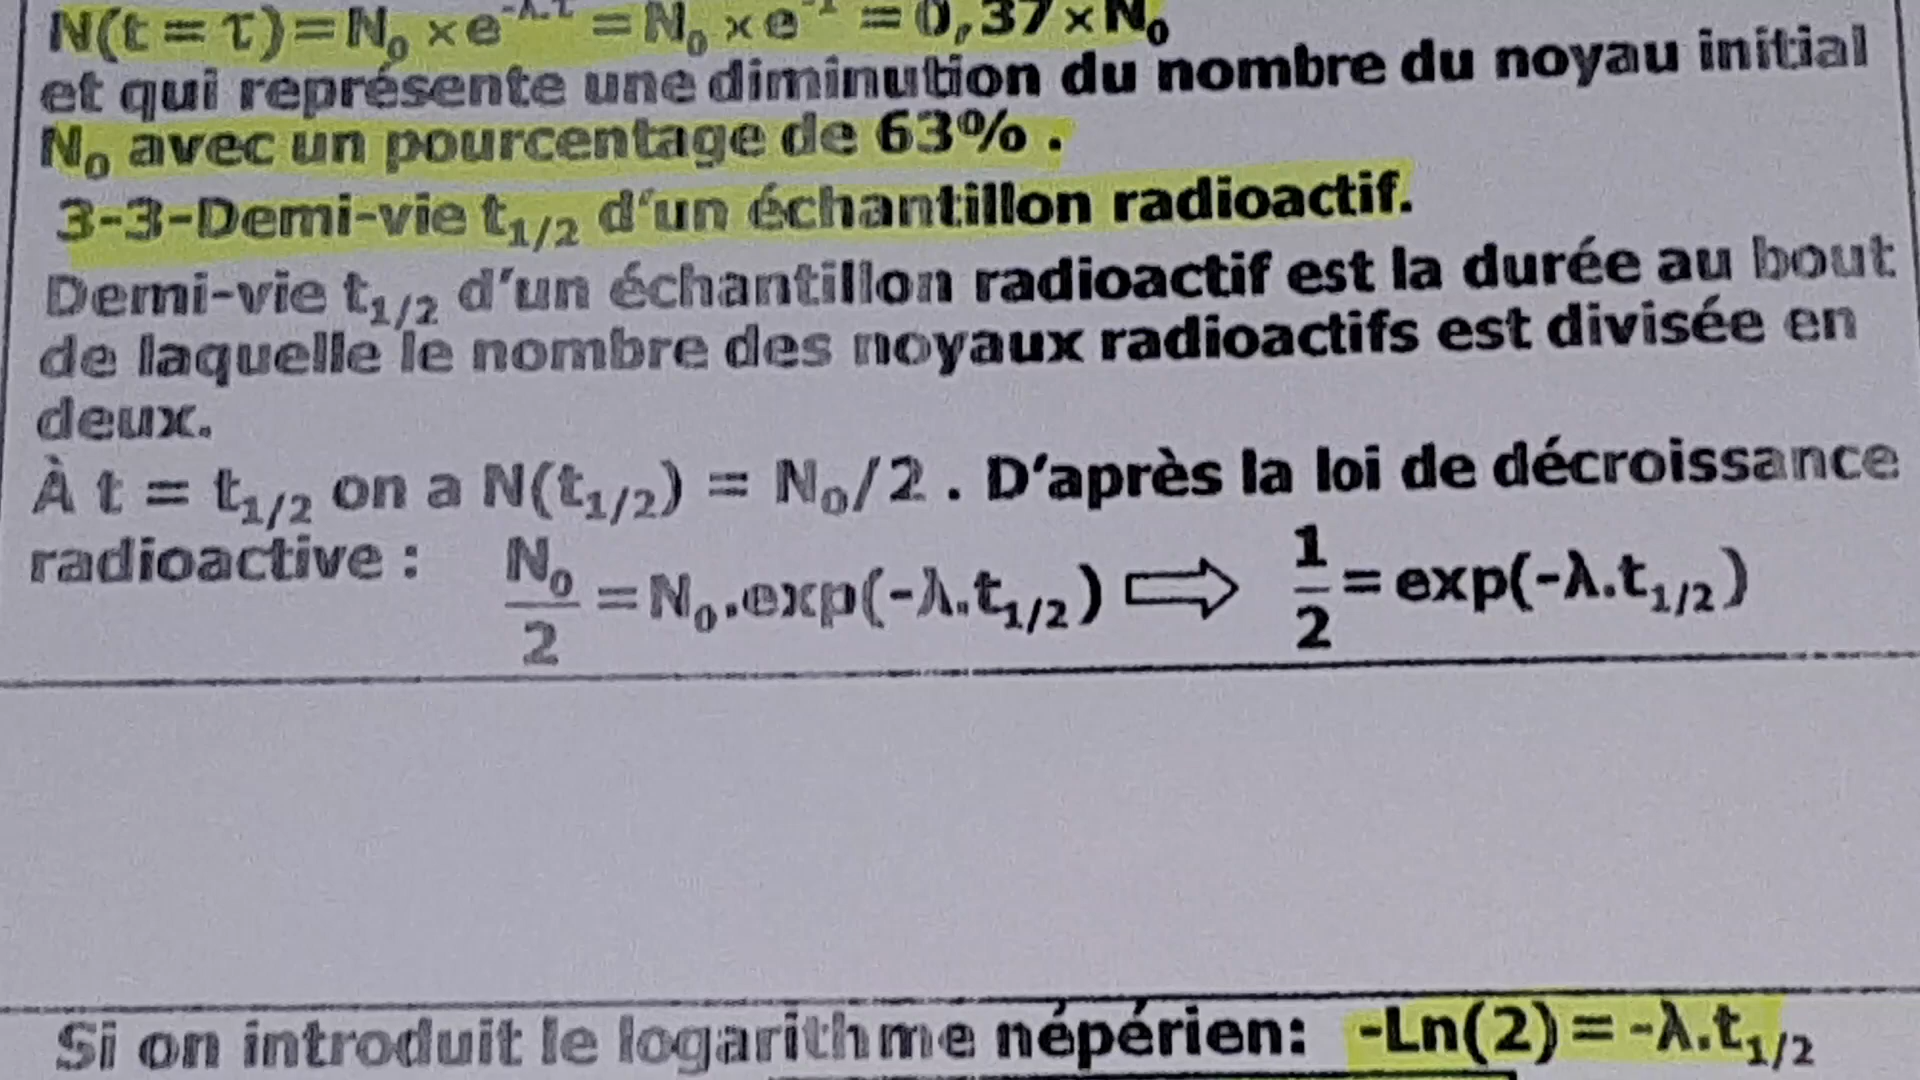 N(t=τ)=N₀ ×e^-λ.τ =N₀ ×e^-1 =0,37×N₀
et qui représente une diminution du nombre du noyau initial
N₀ avec un pourcentage de 63% .
3-3-Demi-vie t₁/₂ d'un échantillon radioactif.
Demi-vie t₁/₂ d'un échantillon radioactif est la durée au bout
de laquelle le nombre des noyaux radioactifs est divisée en
deux.
À t = t₁/₂ on a N(t₁/₂) = N₀/2 . D'après la loi de décroissance
radioactive : N₀/2 =N₀.exp(-λ.t₁/₂) ⇨ 1/2 = exp(-λ.t₁/₂)
Si on introduit le logarithme népérien: -Ln(2)=-λ.t₁/₂